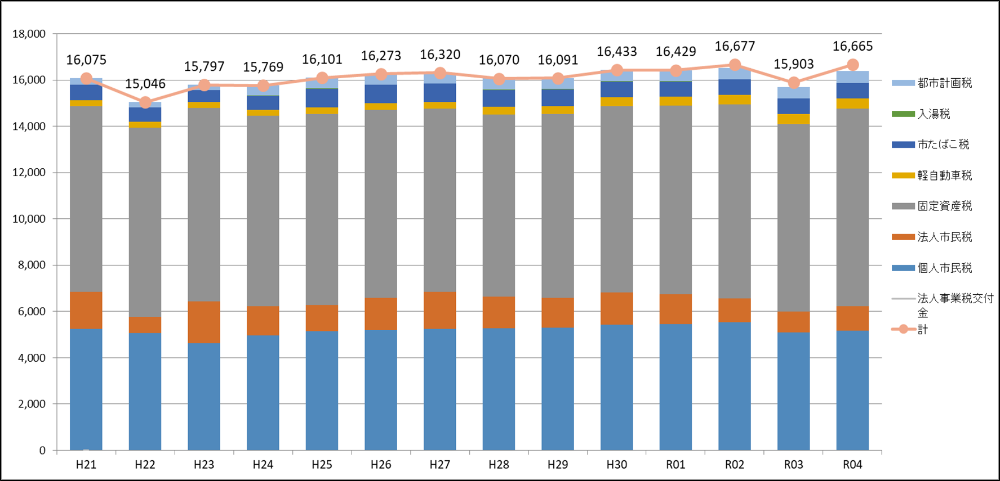 18,000
16,000
14,000
12,000
10,000
8,000
6,000
4,000
2,000
0
16,075
15,046
15,797
15,769
16,101
16,273
16,320
16,070
16,091
16,433
16,429
16,677
15,903
16,665
H21
H22
H23
H24
H25
H26
H27
H28
H29
H30
R01
R02
R03
R04
都市計画税
入湯税
市たばこ税
軽自動車税
固定資産税
法人市民税
個人市民税
法人事業税交付
金
計